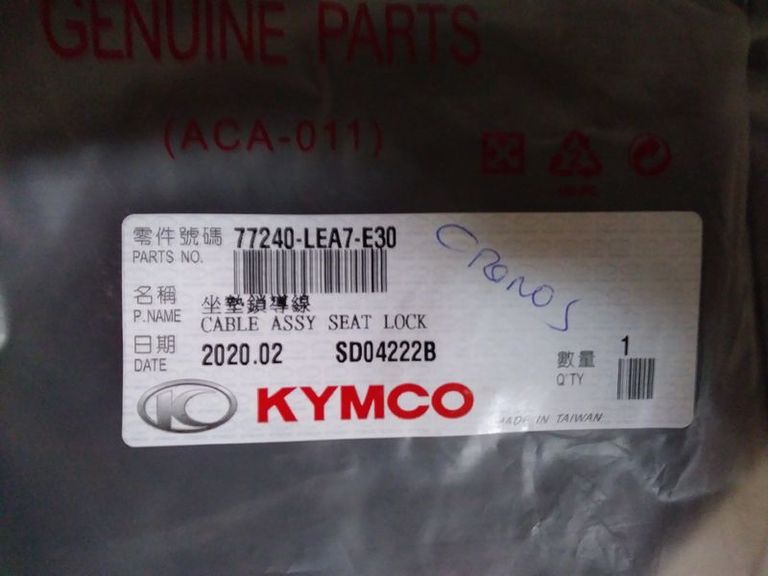 GENUINE PARTS
(ACA-011)
零件號碼 77240-LEA7-E30
PARTS NO.
CRONOS
名稱 坐墊鎖導線
P.NAME CABLE ASSY SEAT LOCK
日期 2020.02 SD04222B
DATE
數量 1
Q'TY
KYMCO
MADE IN TAIWAN